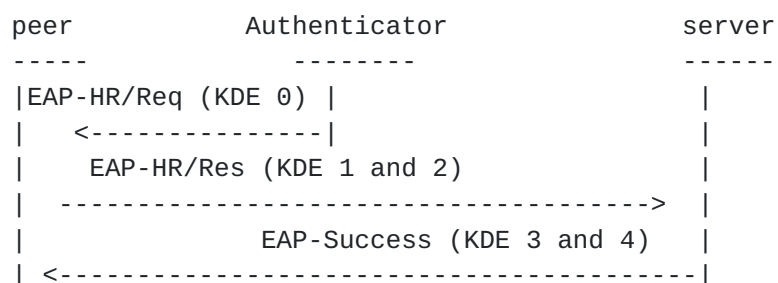 peer           Authenticator               server
-----             --------                 ------
|EAP-HR/Req (KDE 0) |                       |
|   <---------------|                       |
|    EAP-HR/Res (KDE 1 and 2)               |
|  ------------------------------------->  |
|              EAP-Success (KDE 3 and 4)   |
| <-----------------------------------------|